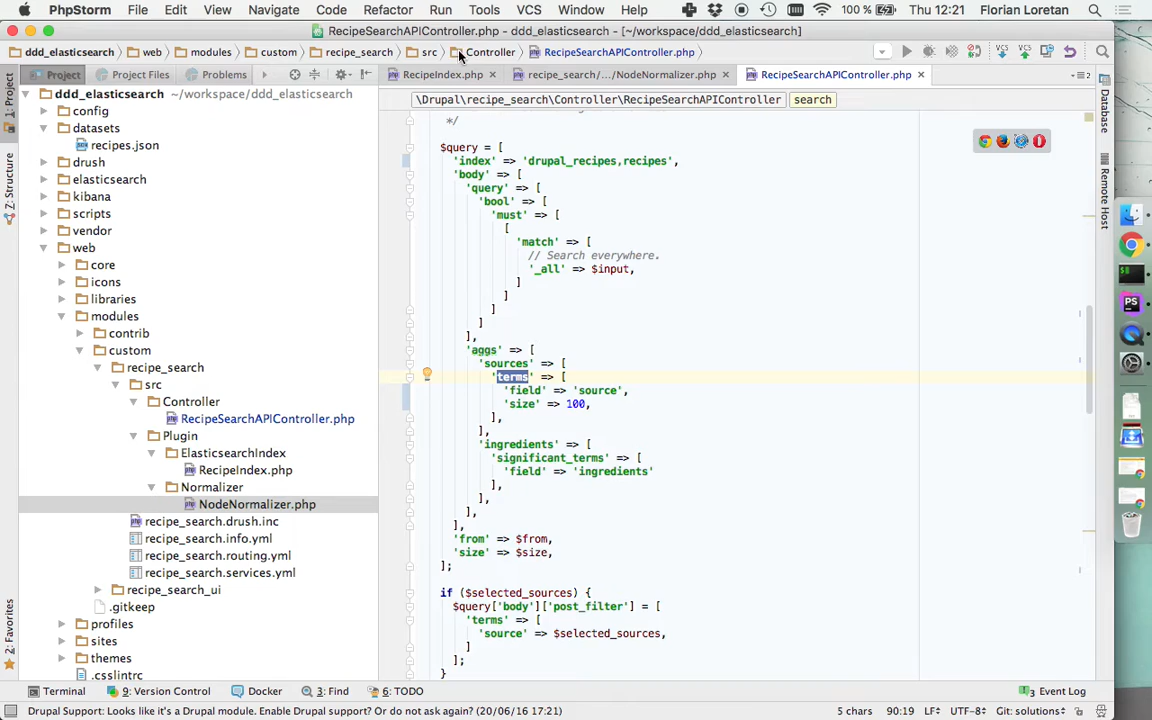 PhpStorm File Edit View Navigate Code Refactor Run Tools VCS Window Help 100 % Thu 12:21 Florian Loretan
RecipeSearchAPIController.php - ddd_elasticsearch - [~/workspace/ddd_elasticsearch]
ddd_elasticsearch web modules custom recipe_search src Controller RecipeSearchAPIController.php
Project Project Files Problems
RecipeIndex.php recipe_search/.../NodeNormalizer.php RecipeSearchAPIController.php
\Drupal\recipe_search\Controller\RecipeSearchAPIController search
1: Project
Z: Structure
2: Favorites
ddd_elasticsearch ~/workspace/ddd_elasticsearch
config
datasets
recipes.json
drush
elasticsearch
kibana
scripts
vendor
web
core
icons
libraries
modules
contrib
custom
recipe_search
src
Controller
RecipeSearchAPIController.php
Plugin
ElasticsearchIndex
RecipeIndex.php
Normalizer
NodeNormalizer.php
recipe_search.drush.inc
recipe_search.info.yml
recipe_search.routing.yml
recipe_search.services.yml
recipe_search_ui
.gitkeep
profiles
sites
themes
.csslintrc
*/
$query = [
'index' => 'drupal_recipes,recipes',
'body' => [
'query' => [
'bool' => [
'must' => [
[
'match' => [
// Search everywhere.
'_all' => $input,
]
]
]
]
],
'aggs' => [
'sources' => [
'terms' => [
'field' => 'source',
'size' => 100,
],
],
'ingredients' => [
'significant_terms' => [
'field' => 'ingredients'
],
],
],
],
'from' => $from,
'size' => $size,
];
if ($selected_sources) {
$query['body']['post_filter'] = [
'terms' => [
'source' => $selected_sources,
]
];
}
Database
Remote Host
Terminal 9: Version Control Docker 3: Find 6: TODO 3 Event Log
Drupal Support: Looks like it's a Drupal module. Enable Drupal support? Or do not ask again? (20/06/16 17:21) 5 chars 90:19 LF UTF-8 Git: solutions